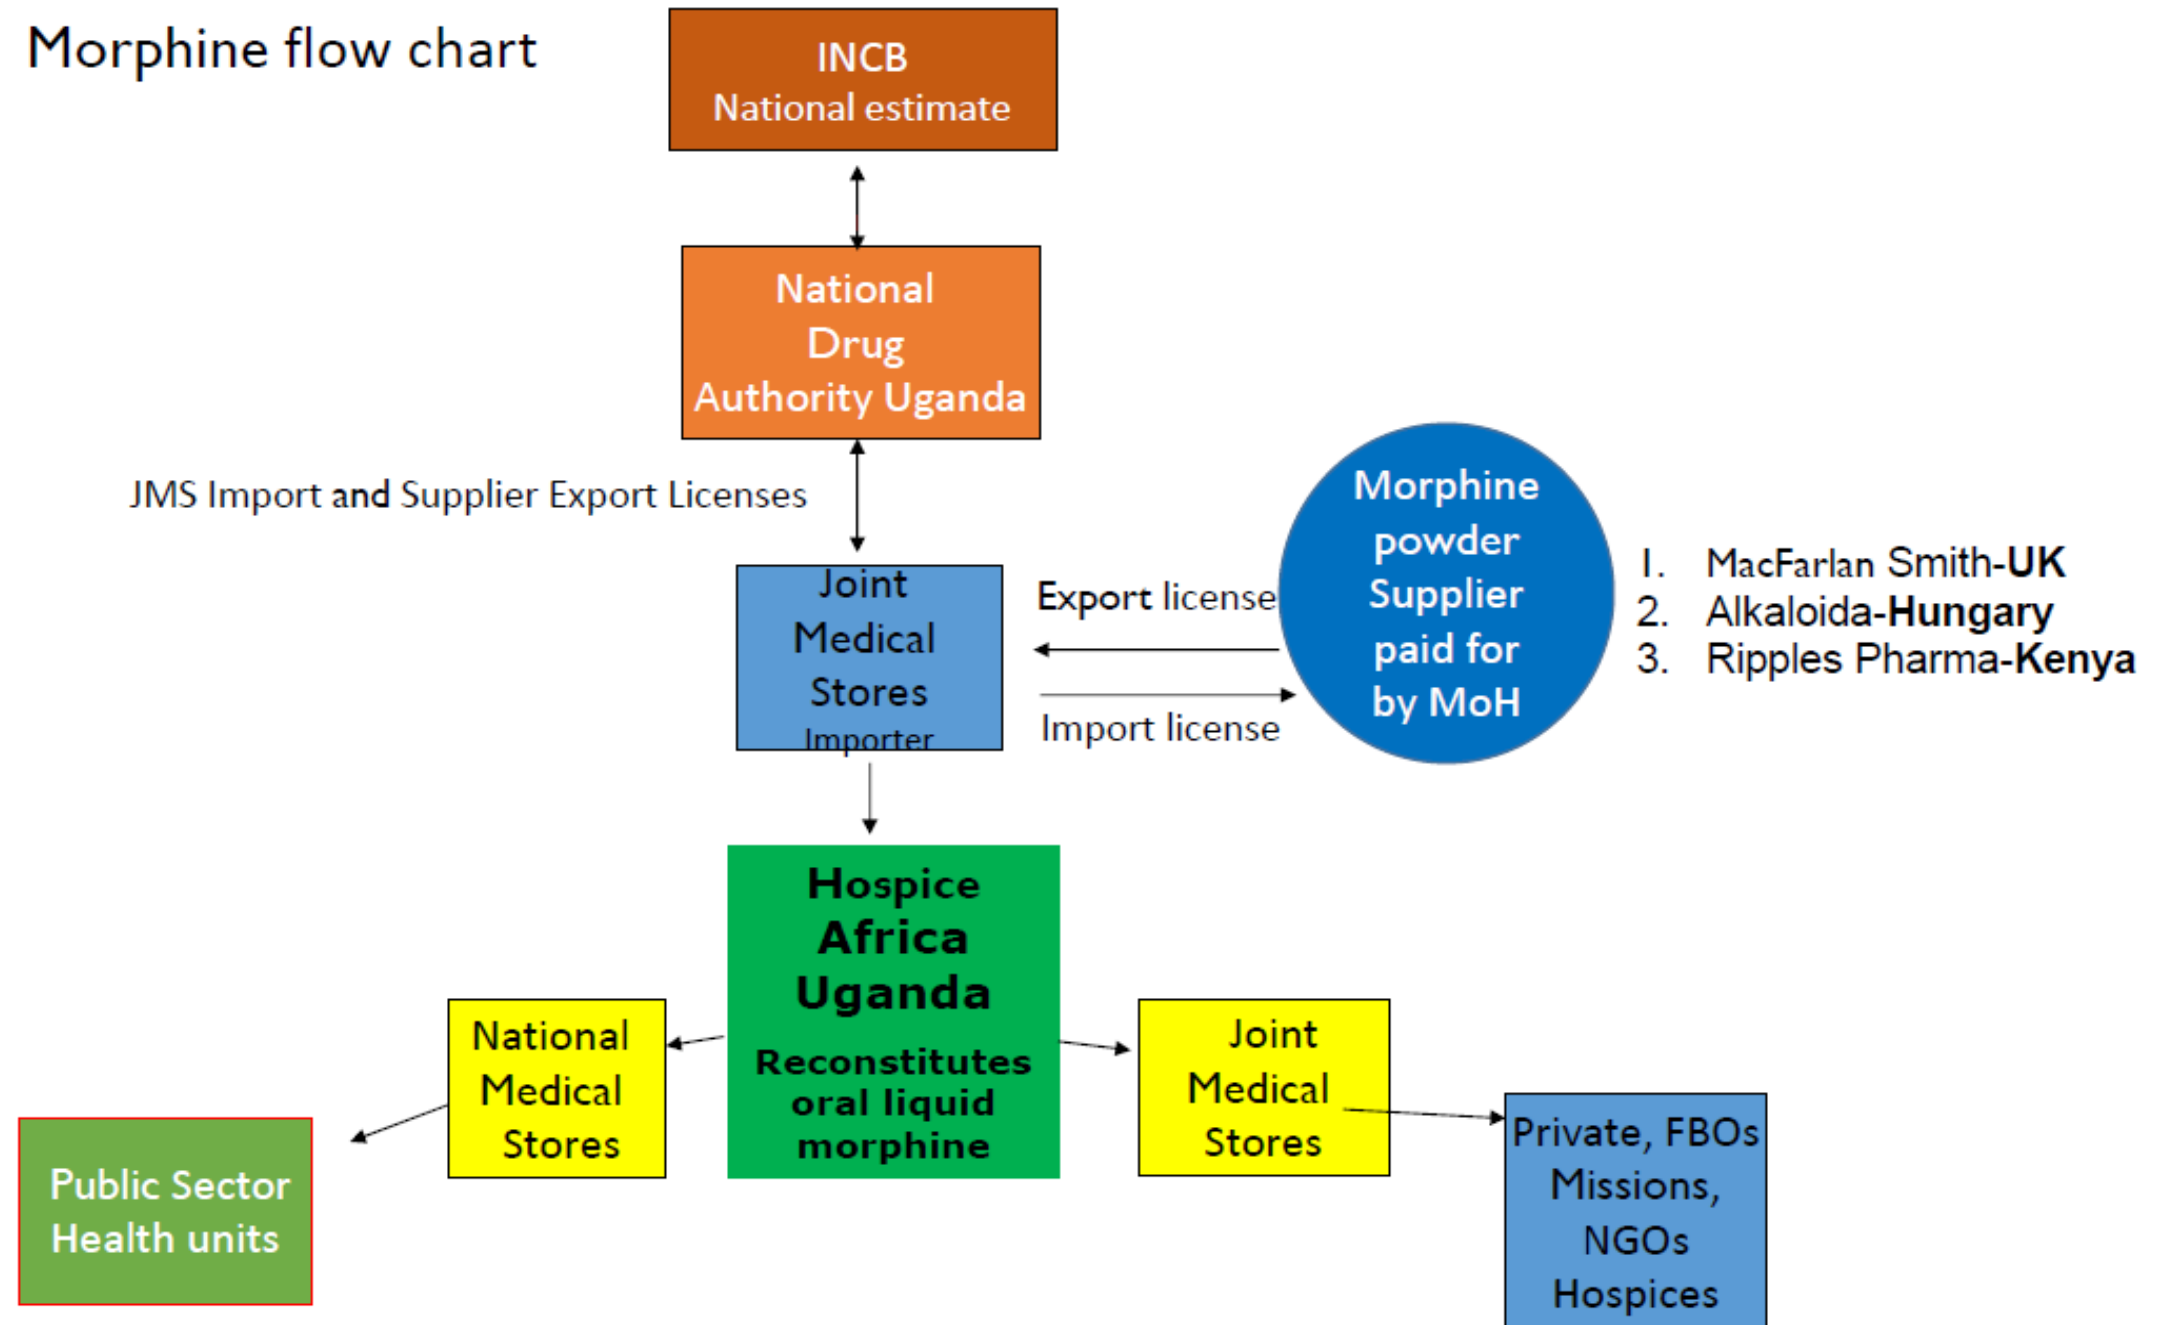 Morphine flow chart
INCB
National estimate
National
Drug
Authority Uganda
JMS Import and Supplier Export Licenses
Joint
Medical
Stores
Importer
Export license
Import license
Morphine
powder
Supplier
paid for
by MoH
1. MacFarlan Smith-UK
2. Alkaloida-Hungary
3. Ripples Pharma-Kenya
Hospice
Africa
Uganda
Reconstitutes
oral liquid
morphine
National
Medical
Stores
Public Sector
Health units
Joint
Medical
Stores
Private, FBOs
Missions,
NGOs
Hospices